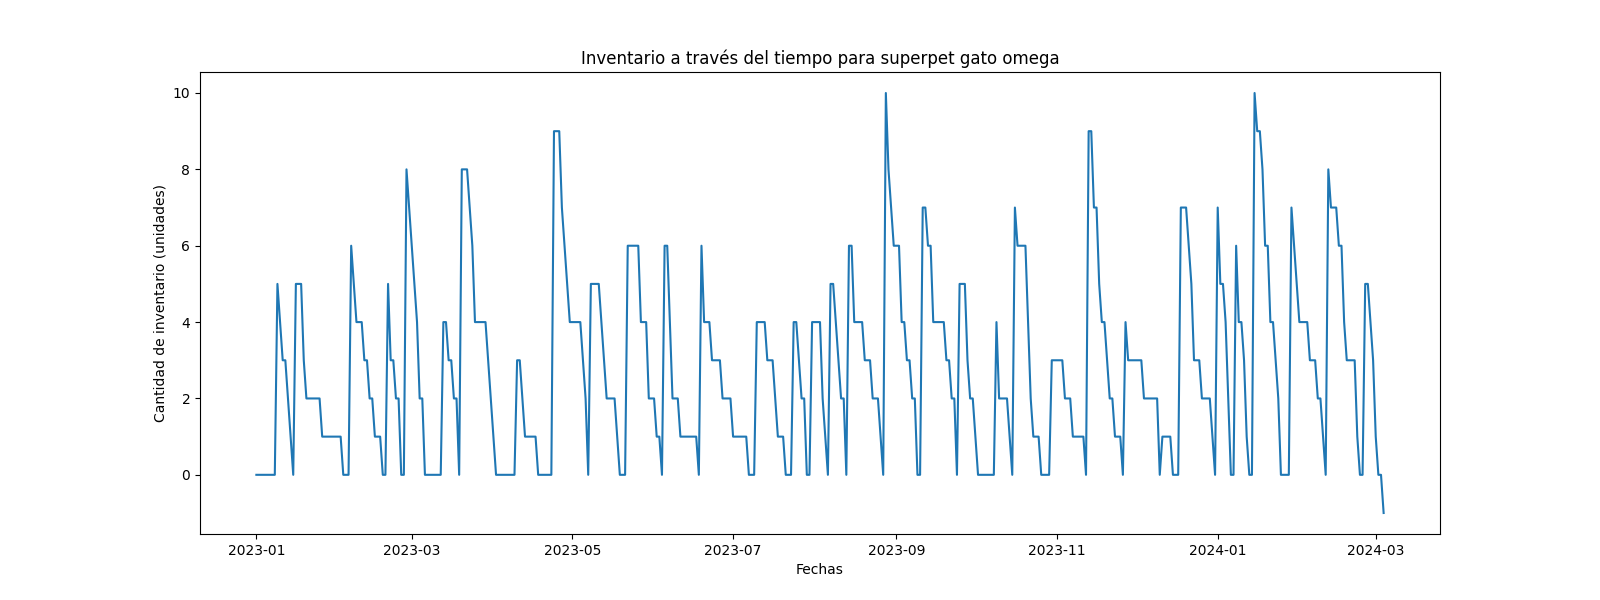 Inventario a través del tiempo para superpet gato omega
Cantidad de inventario (unidades)
10
8
6
4
2
0
2023-01 2023-03 2023-05 2023-07 2023-09 2023-11 2024-01 2024-03
Fechas